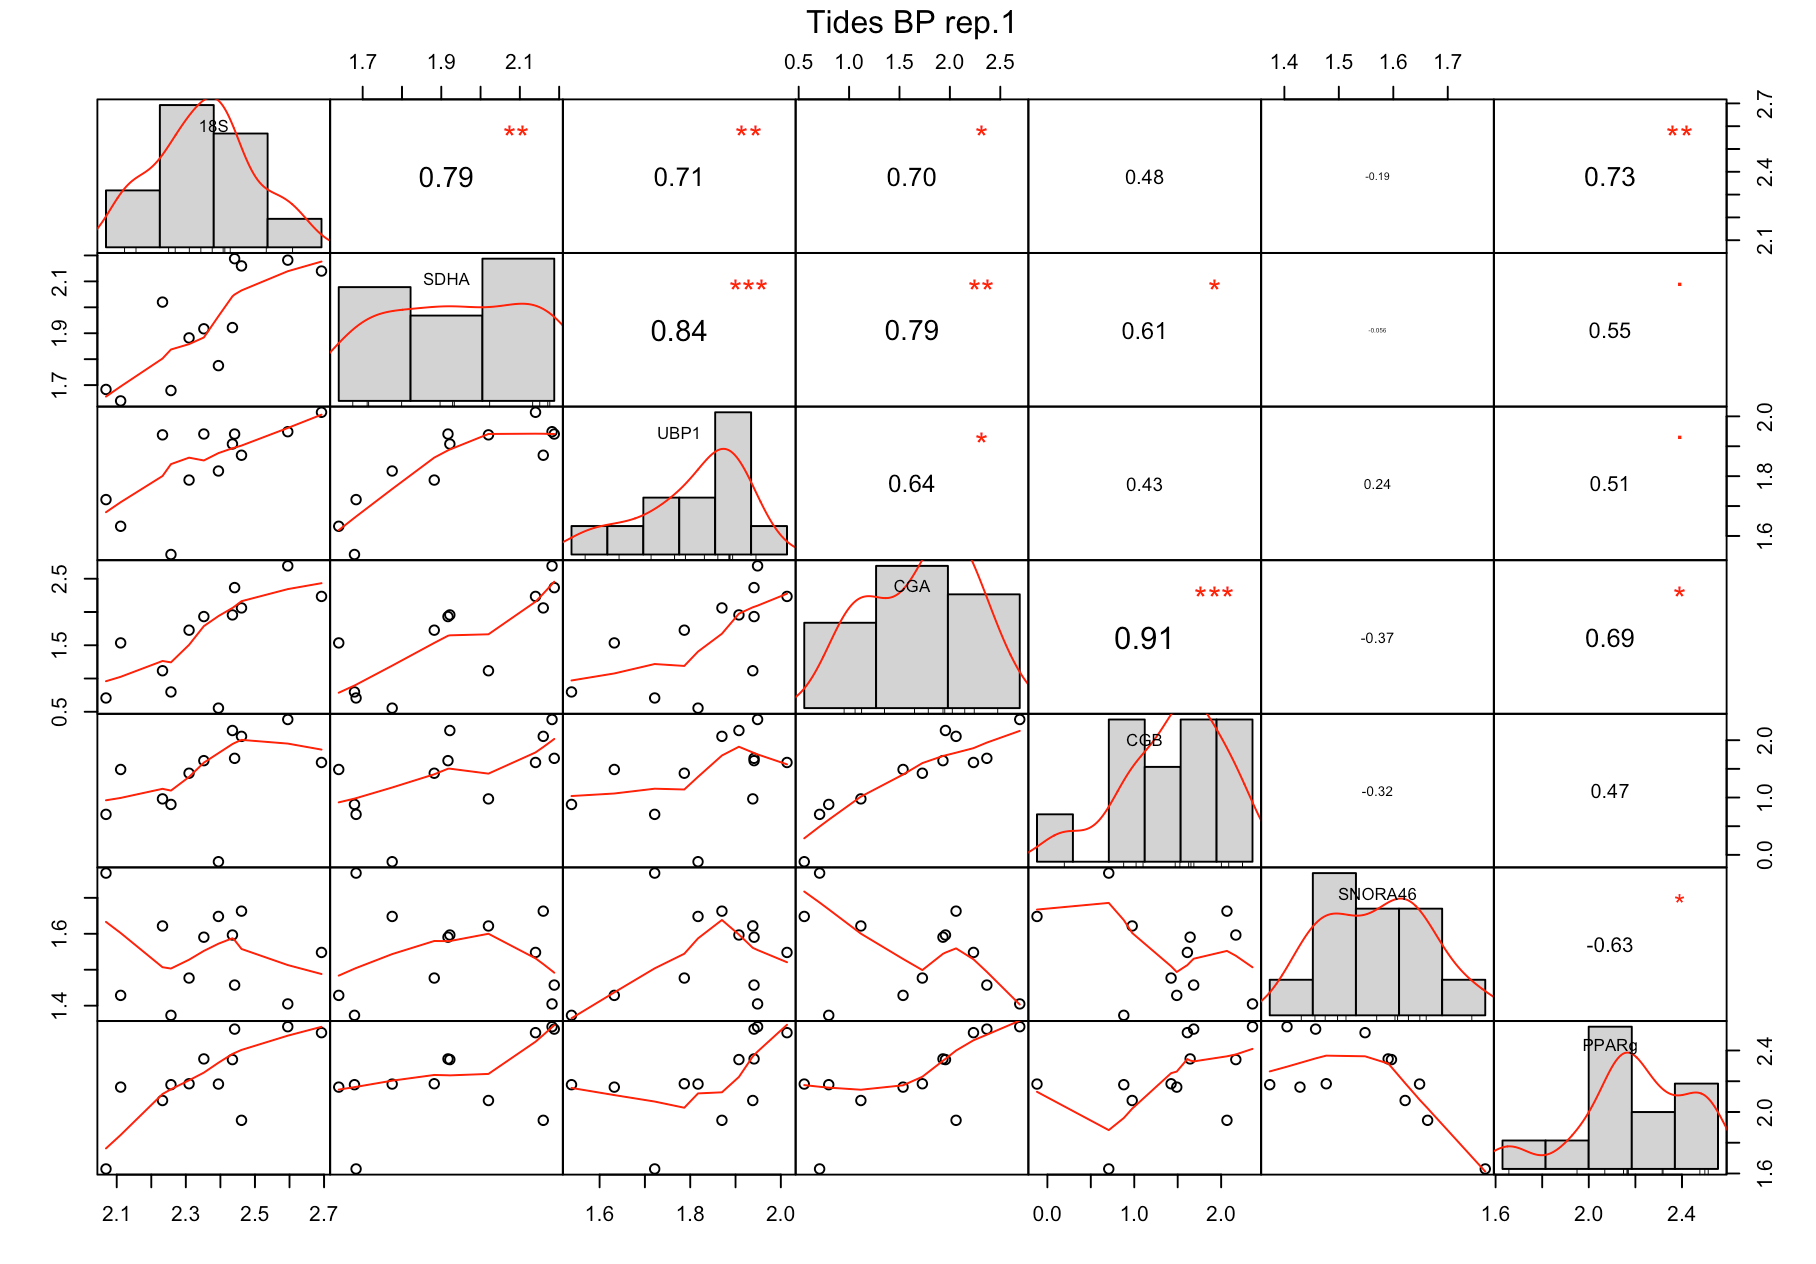 Tides BP rep.1
1.7 1.9 2.1 0.5 1.0 1.5 2.0 2.5 1.4 1.5 1.6 1.7
18S ** 0.79 ** 0.71 * 0.70 0.48 -0.19 ** 0.73 2.1 2.4 2.7
1.7 1.9 2.1 SDHA *** 0.84 ** 0.79 * 0.61 -0.056 . 0.55
UBP1 * 0.64 0.43 0.24 . 0.51 1.6 1.8 2.0
0.5 1.5 2.5 CGA *** 0.91 -0.37 * 0.69
CGB -0.32 0.47 0.0 1.0 2.0
1.4 1.6 SNORA46 * -0.63
PPARg 1.6 2.0 2.4
2.1 2.3 2.5 2.7 1.6 1.8 2.0 0.0 1.0 2.0 1.6 2.0 2.4